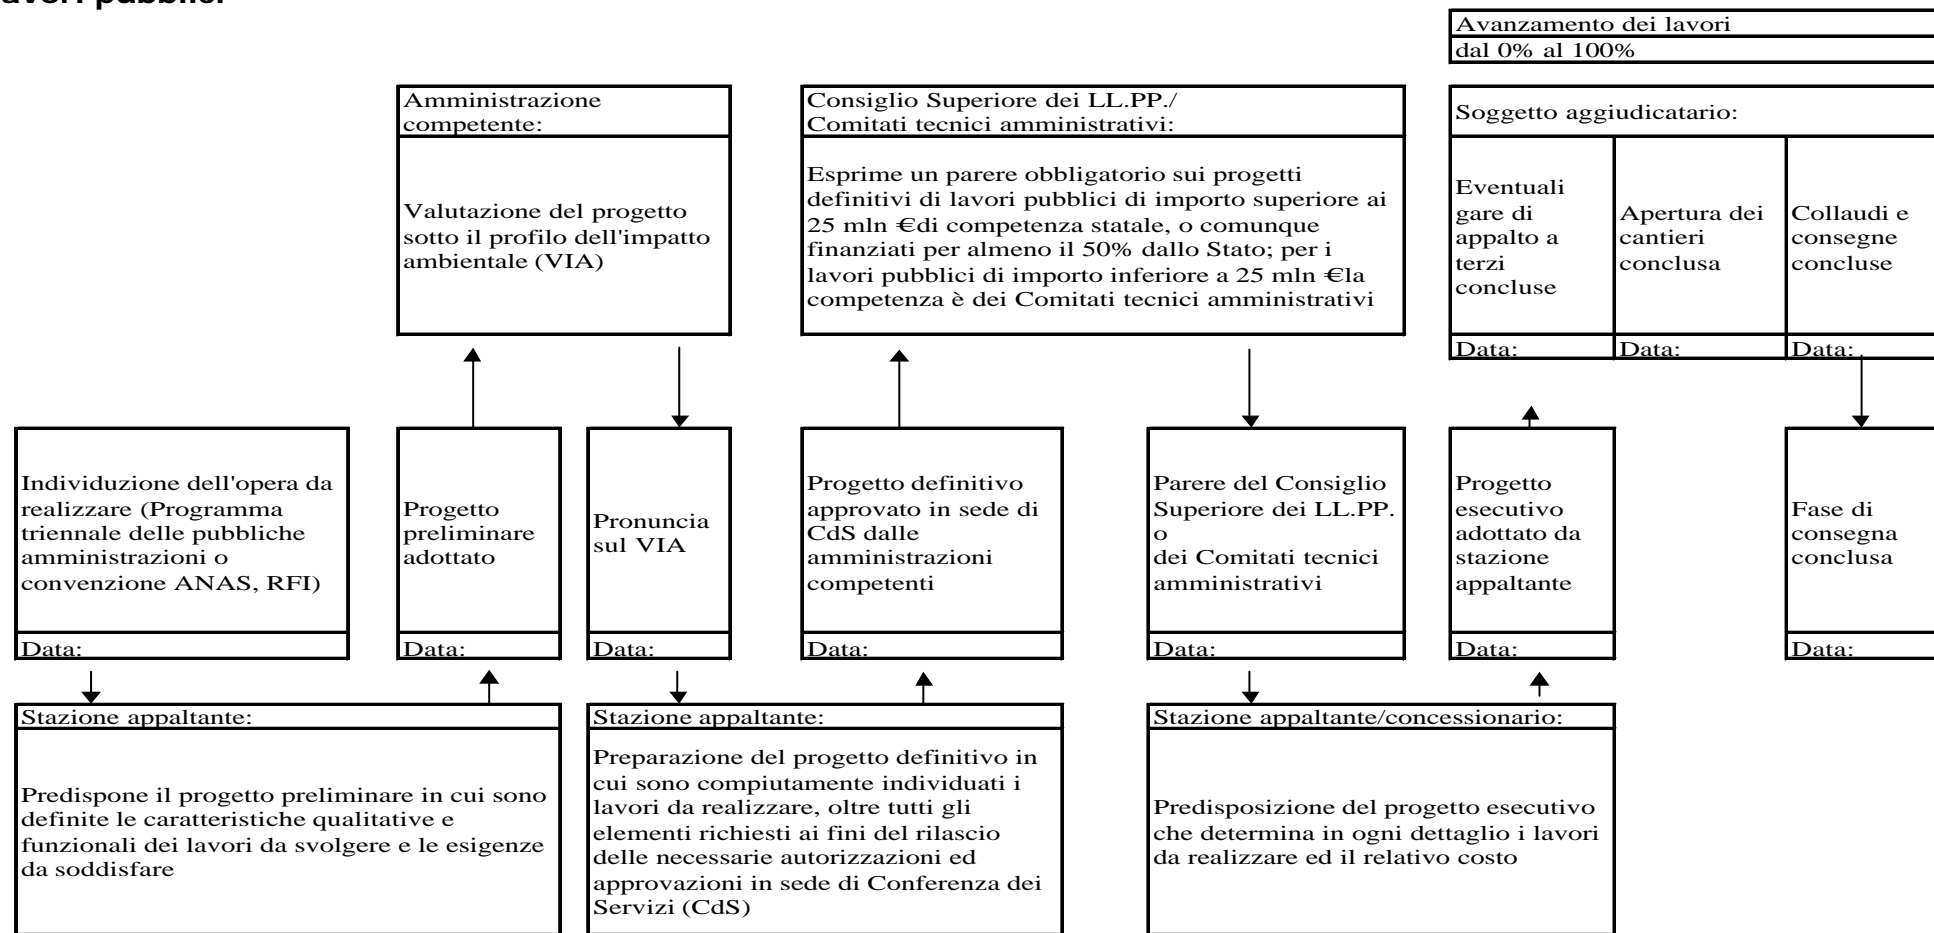 Avanzamento dei lavori
dal 0% al 100%
Amministrazione
competente:
Valutazione del progetto
sotto il profilo dell'impatto
ambientale (VIA)
Consiglio Superiore dei LL.PP./
Comitati tecnici amministrativi:
Esprime un parere obbligatorio sui progetti
definitivi di lavori pubblici di importo superiore ai
25 mln €di competenza statale, o comunque
finanziati per almeno il 50% dallo Stato; per i
lavori pubblici di importo inferiore a 25 mln €la
competenza è dei Comitati tecnici amministrativi
Soggetto aggiudicatario:
Eventuali
gare di
appalto a
terzi
concluse
Data:
Apertura dei
cantieri
conclusa
Data:
Collaudi e
consegne
concluse
Data:
Individuzione dell'opera da
realizzare (Programma
triennale delle pubbliche
amministrazioni o
convenzione ANAS, RFI)
Data:
Progetto
preliminare
adottato
Data:
Pronuncia
sul VIA
Data:
Progetto definitivo
approvato in sede di
CdS dalle
amministrazioni
competenti
Data:
Parere del Consiglio
Superiore dei LL.PP.
o
dei Comitati tecnici
amministrativi
Data:
Progetto
esecutivo
adottato da
stazione
appaltante
Data:
Fase di
consegna
conclusa
Data:
Stazione appaltante:
Predispone il progetto preliminare in cui sono
definite le caratteristiche qualitative e
funzionali dei lavori da svolgere e le esigenze
da soddisfare
Stazione appaltante:
Preparazione del progetto definitivo in
cui sono compiutamente individuati i
lavori da realizzare, oltre tutti gli
elementi richiesti ai fini del rilascio
delle necessarie autorizzazioni ed
approvazioni in sede di Conferenza dei
Servizi (CdS)
Stazione appaltante/concessionario:
Predisposizione del progetto esecutivo
che determina in ogni dettaglio i lavori
da realizzare ed il relativo costo